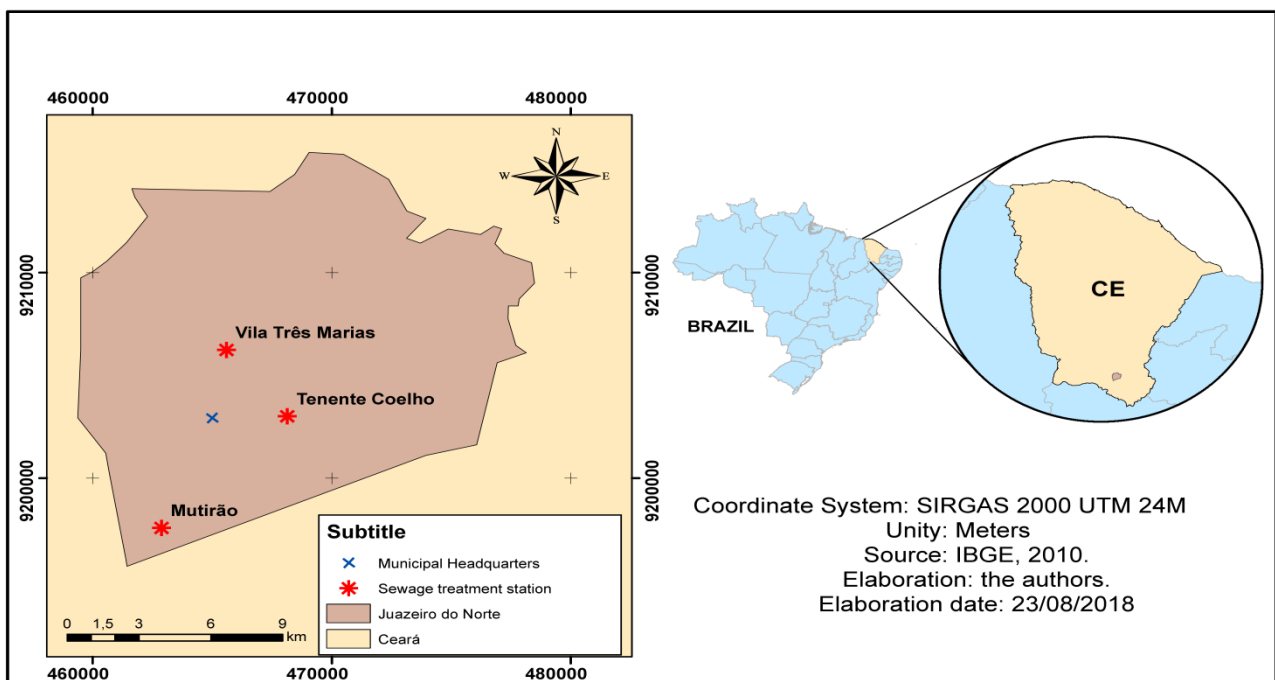 460000 470000 480000
N
W E
S
9210000 9210000
Vila Três Marias
Tenente Coelho
9200000 9200000
Mutirão
Subtitle
Municipal Headquarters
Sewage treatment station
Juazeiro do Norte
Ceará
0 1,5 3 6 9
km
460000 470000 480000
BRAZIL
CE
Coordinate System: SIRGAS 2000 UTM 24M
Unity: Meters
Source: IBGE, 2010.
Elaboration: the authors.
Elaboration date: 23/08/2018